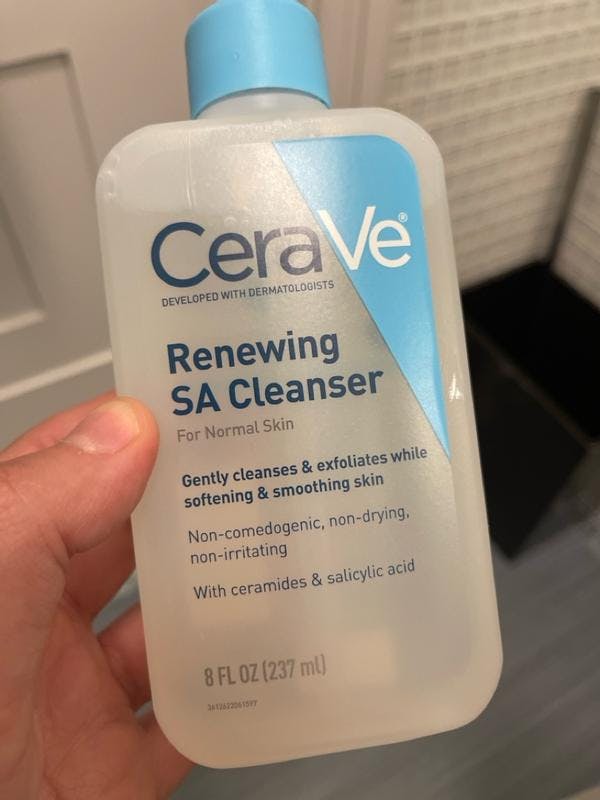 CeraVe®
DEVELOPED WITH DERMATOLOGISTS
Renewing
SA Cleanser
For Normal Skin
Gently cleanses & exfoliates while
softening & smoothing skin
Non-comedogenic, non-drying,
non-irritating
With ceramides & salicylic acid
8 FL OZ (237 ml)